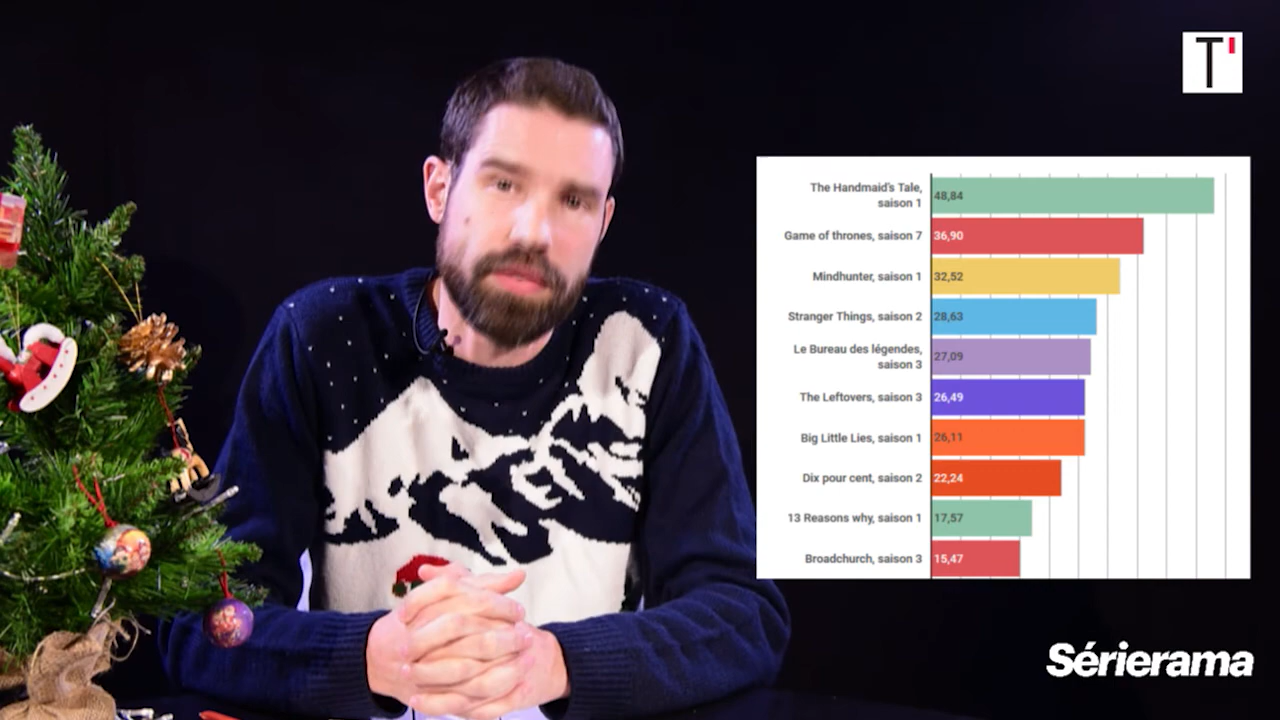 T'
The Handmaid's Tale,
saison 1
48,84
Game of thrones, saison 7
36,90
Mindhunter, saison 1
32,52
Stranger Things, saison 2
28,63
Le Bureau des légendes,
saison 3
27,09
The Leftovers, saison 3
26,49
Big Little Lies, saison 1
26,11
Dix pour cent, saison 2
22,24
13 Reasons why, saison 1
17,57
Broadchurch, saison 3
15,47
Sérierama